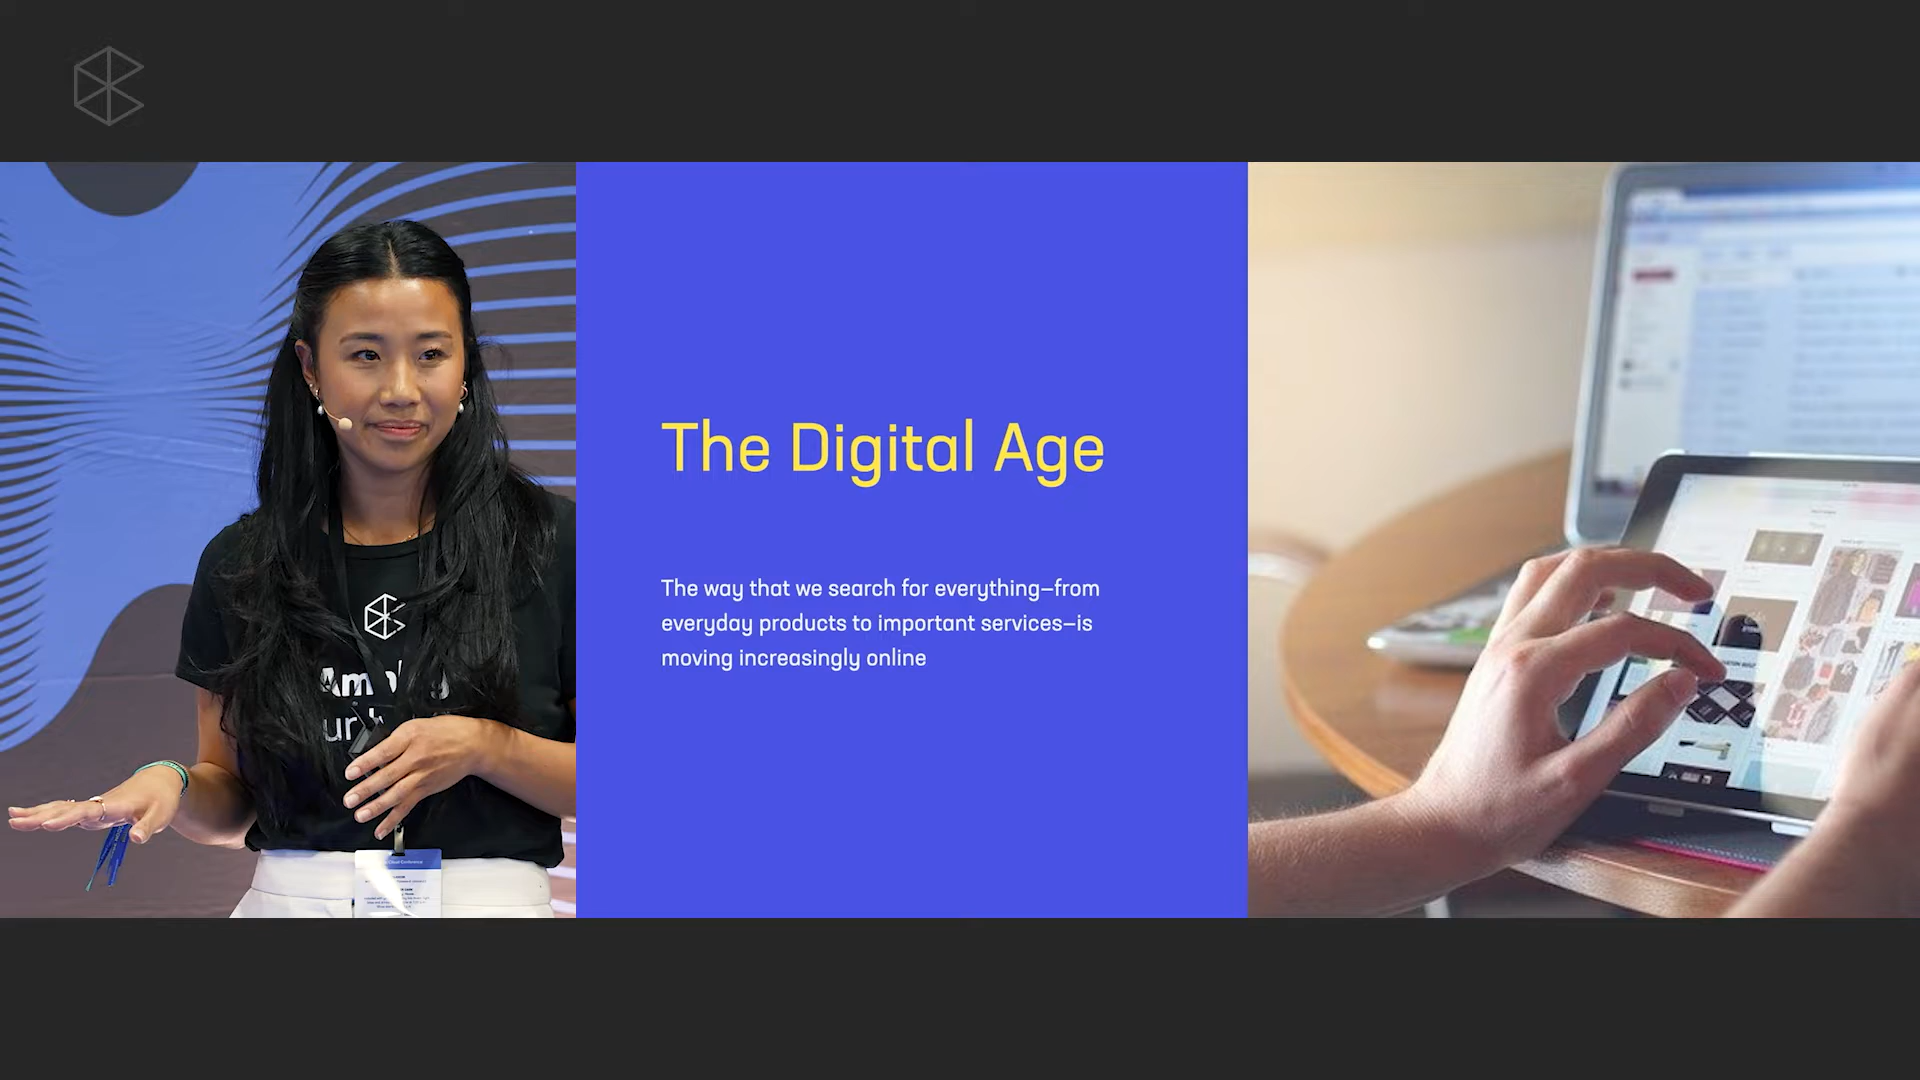 The Digital Age
The way that we search for everything—from
everyday products to important services—is
moving increasingly online